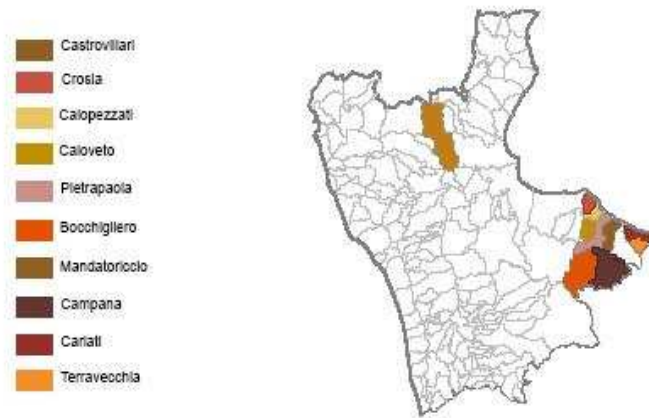 Castrovillari
Crosia
Calopezzati
Caloveto
Pietrapaola
Bocchigliero
Mandatoriccio
Campana
Cariati
Terravecchia